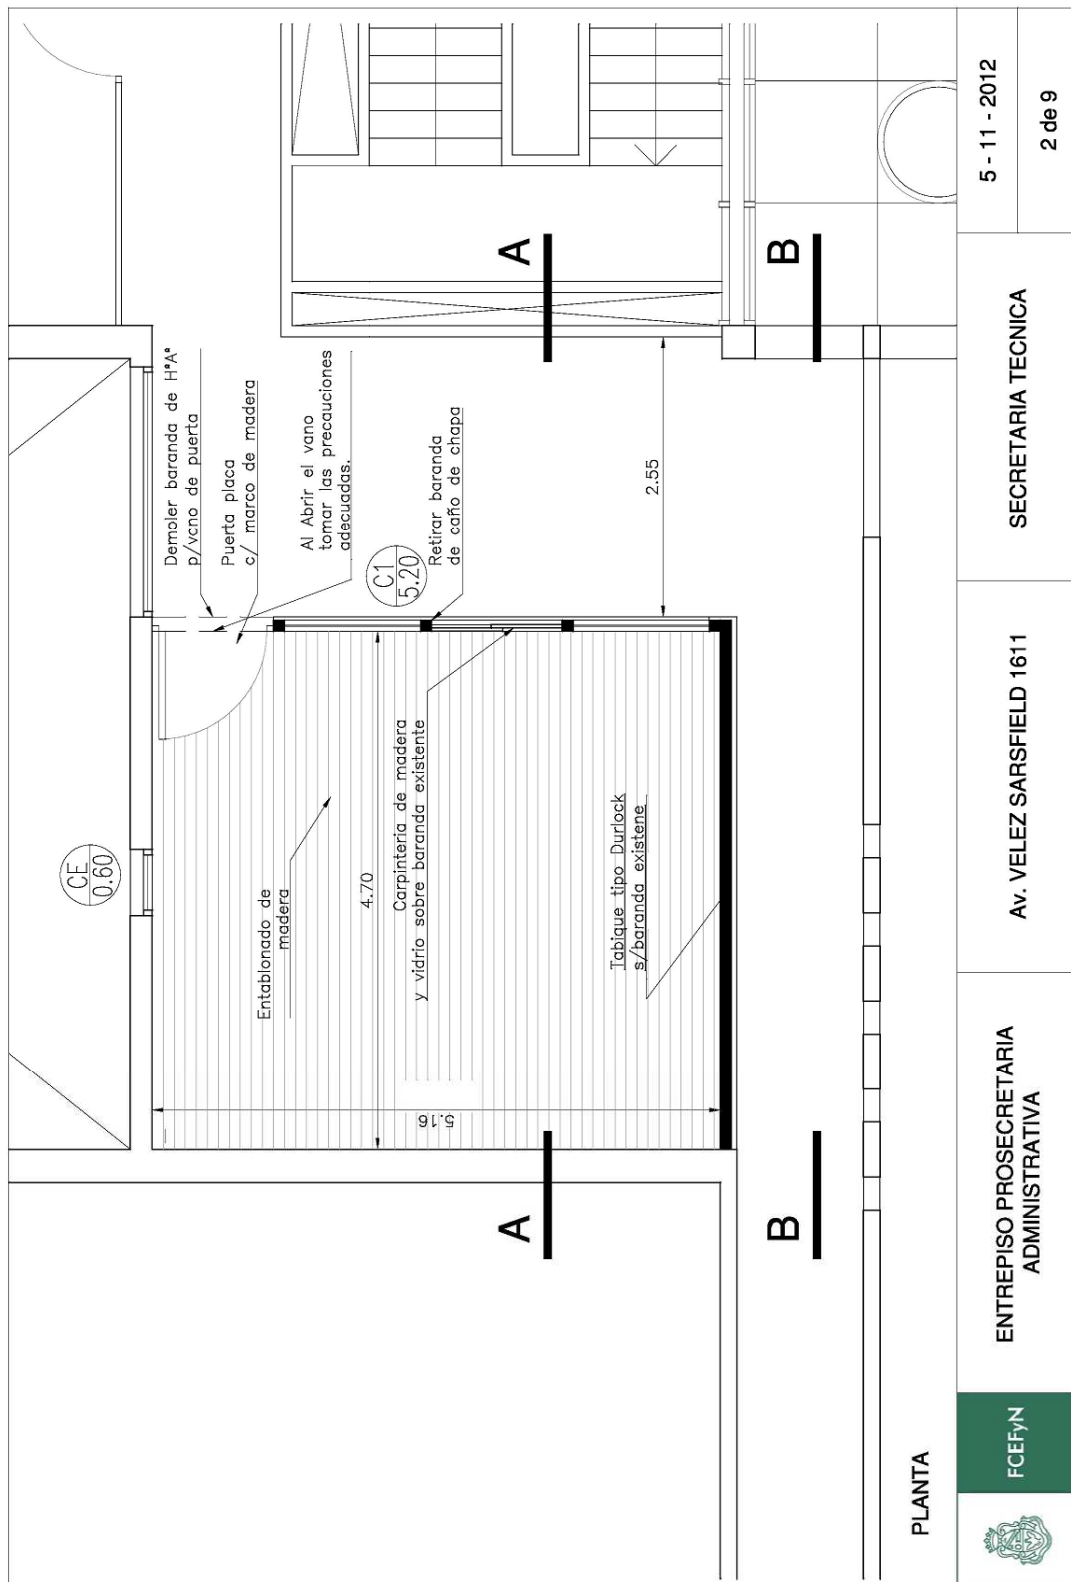 CE
0.60
Demoler baranda de HªAª
p/vcno de puerta
Puerta placa
c/ marco de madera
Al Abrir el vano
tomar las precauciones
adecuadas.
C1
5.20
Retirar baranda
de caño de chapa
Entablonado de
madera
4.70
Carpinteria de madera
y vidrio sobre baranda existente
5.16
Tabique tipo Durlock
s/baranda existene
2.55
A
A
B
B
PLANTA
FCEFyN
ENTREPISO PROSECRETARIA
ADMINISTRATIVA
Av. VELEZ SARSFIELD 1611
SECRETARIA TECNICA
5 - 11 - 2012
2 de 9